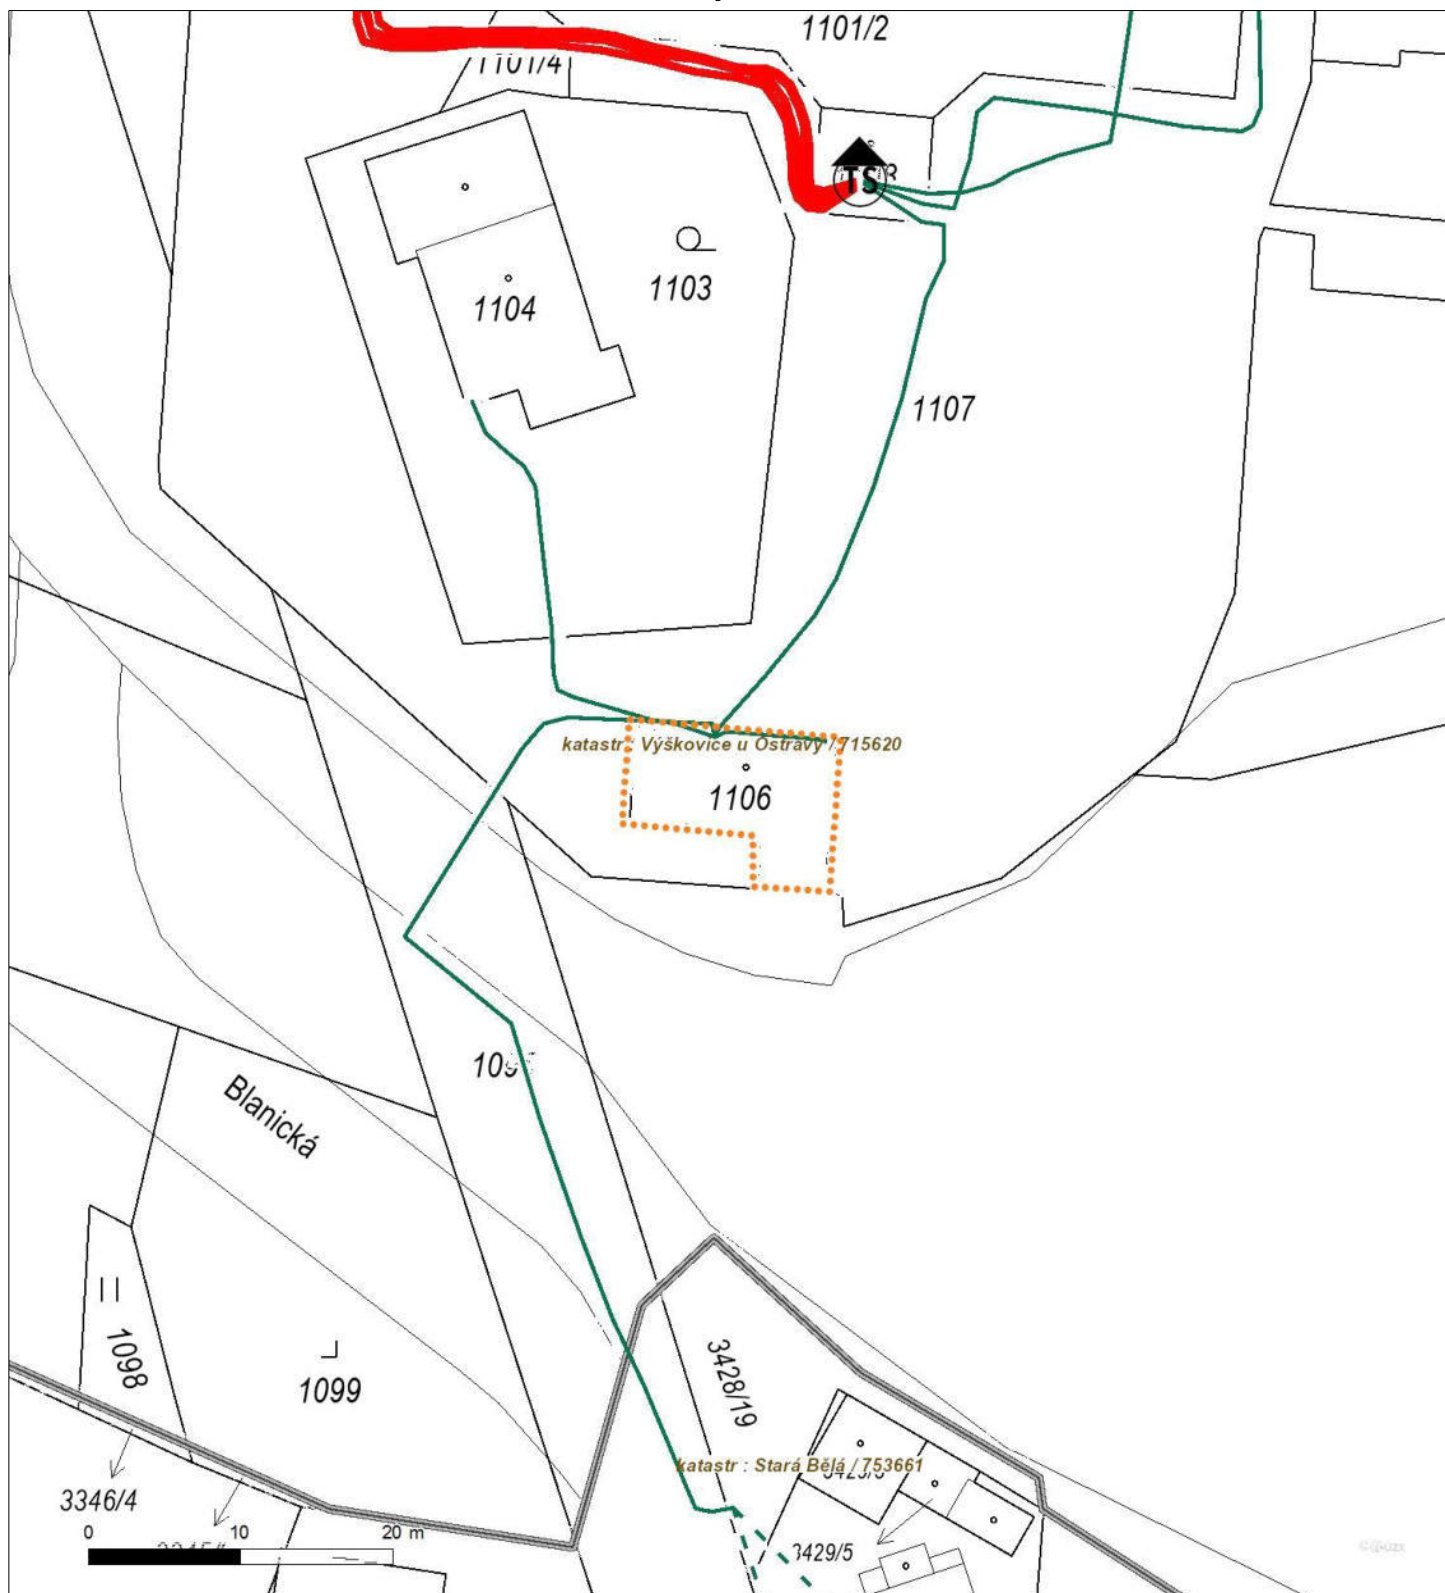 1101/2
1101/4
TS
1103
1104
1107
katastr : Výškovice u Ostravy / 715620
1106
Blanická
1098
1099
3428/19
katastr : Stará Bělá / 753661
3346/4
0 10 20 m
3429/5